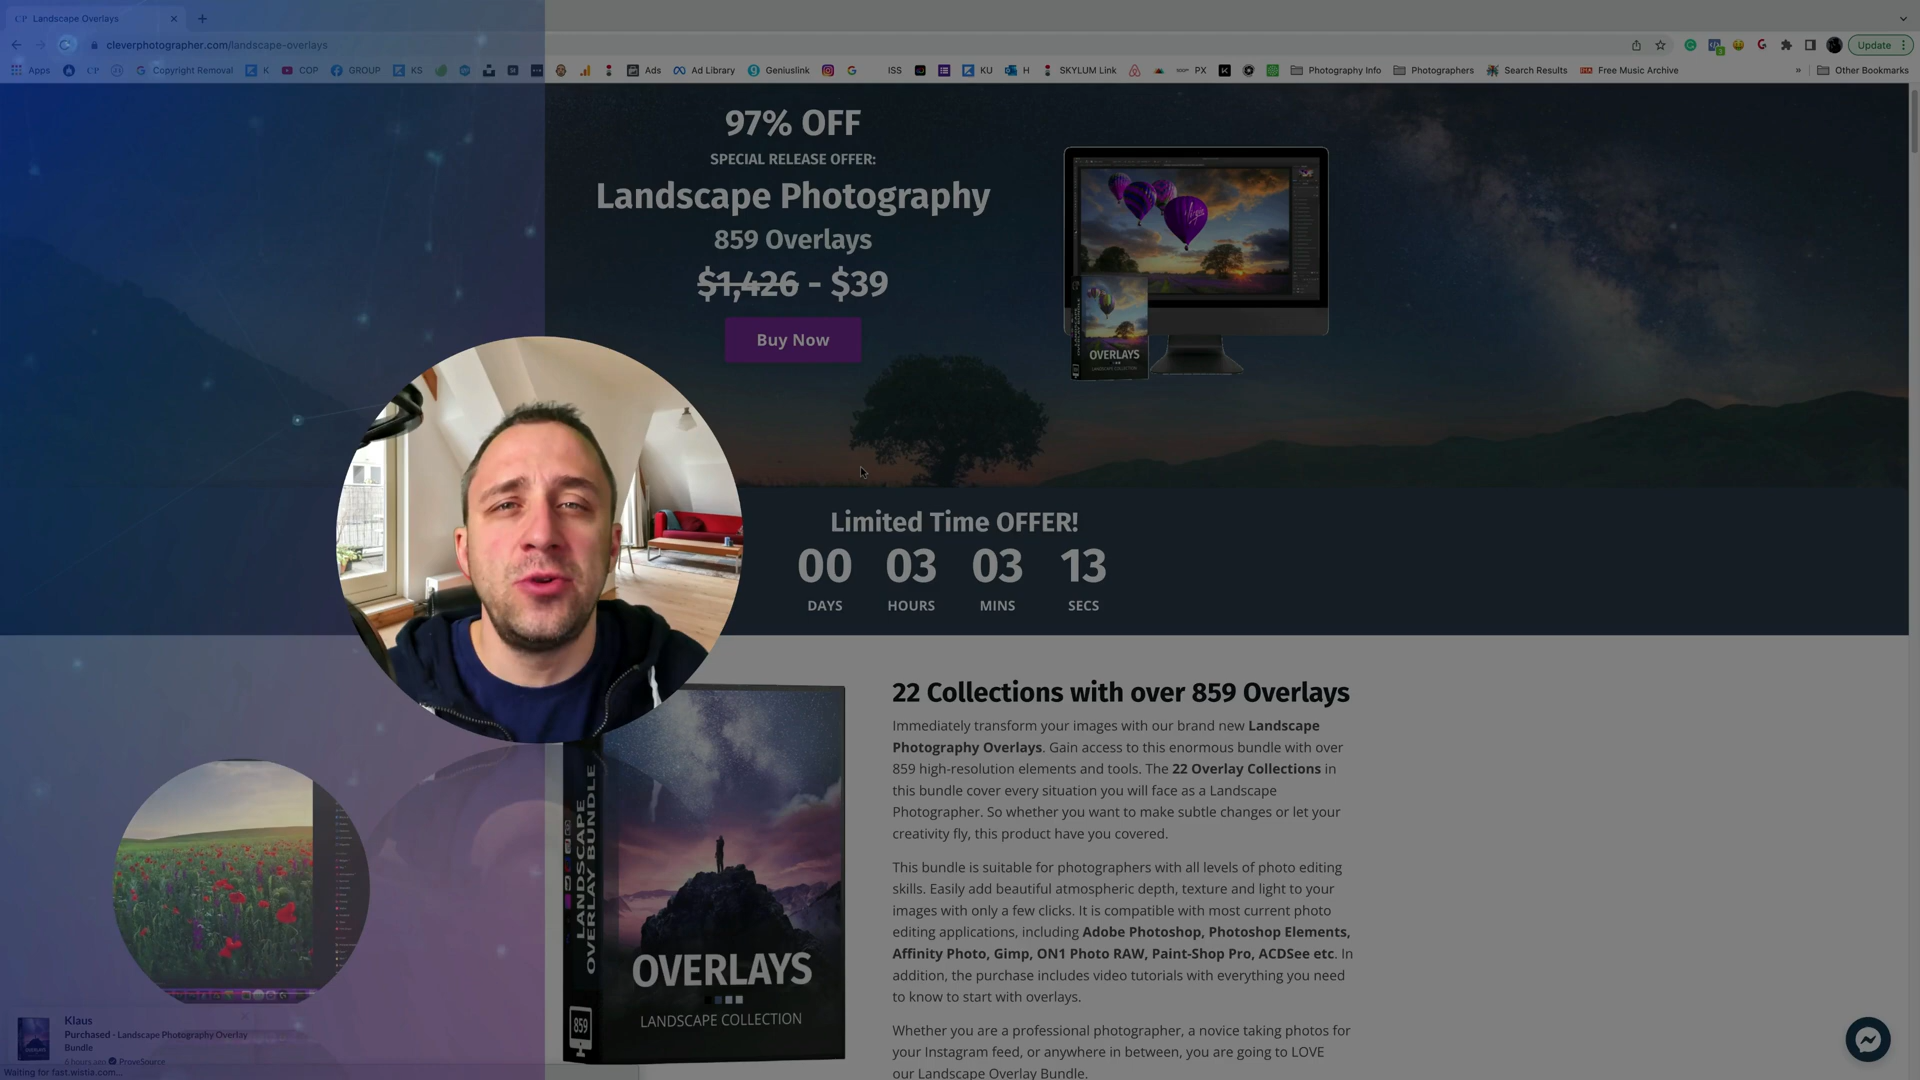 Landscape Overlays
cleverphotographer.com/landscape-overlays
Update
Apps
Copyright Removal
K
COP
GROUP
KS
Ads
Ad Library
Geniuslink
ISS
KU
H
SKYLUM Link
PX
Photography Info
Photographers
Search Results
Free Music Archive
»
Other Bookmarks
97% OFF
SPECIAL RELEASE OFFER:
Landscape Photography
859 Overlays
$1,426 - $39
Buy Now
OVERLAYS
LANDSCAPE COLLECTION
Limited Time OFFER!
00 03 03 13
DAYS HOURS MINS SECS
22 Collections with over 859 Overlays
Immediately transform your images with our brand new Landscape
Photography Overlays. Gain access to this enormous bundle with over
859 high-resolution elements and tools. The 22 Overlay Collections in
this bundle cover every situation you will face as a Landscape
Photographer. So whether you want to make subtle changes or let your
creativity fly, this product have you covered.
This bundle is suitable for photographers with all levels of photo editing
skills. Easily add beautiful atmospheric depth, texture and light to your
images with only a few clicks. It is compatible with most current photo
editing applications, including Adobe Photoshop, Photoshop Elements,
Affinity Photo, Gimp, ON1 Photo RAW, Paint-Shop Pro, ACDSee etc. In
addition, the purchase includes video tutorials with everything you need
to know to start with overlays.
Whether you are a professional photographer, a novice taking photos for
your Instagram feed, or anywhere in between, you are going to LOVE
our Landscape Overlay Bundle.
LANDSCAPE
OVERLAY BUNDLE
859
OVERLAYS
LANDSCAPE COLLECTION
Klaus
Purchased - Landscape Photography Overlay
Bundle
6 hours ago ProveSource
Waiting for fast.wistia.com...